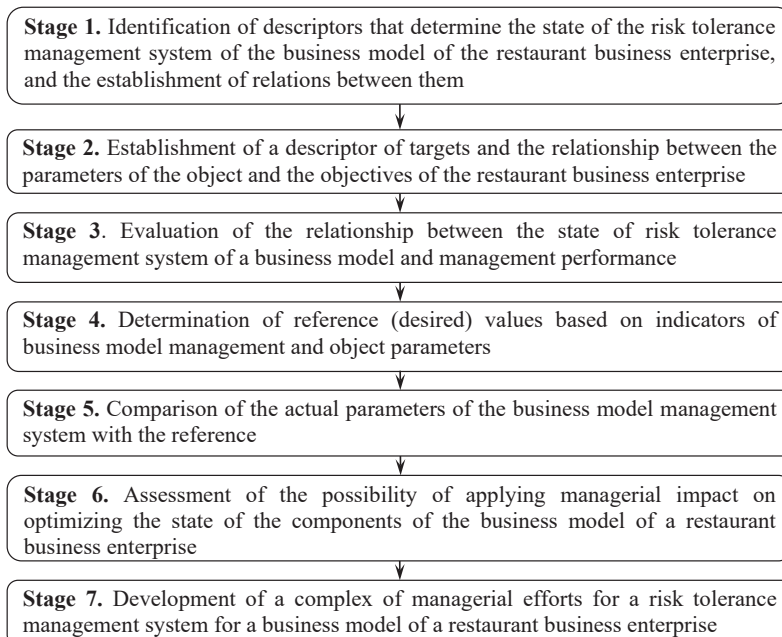 Stage 1. Identification of descriptors that determine the state of the risk tolerance
management system of the business model of the restaurant business enterprise,
and the establishment of relations between them
Stage 2. Establishment of a descriptor of targets and the relationship between the
parameters of the object and the objectives of the restaurant business enterprise
Stage 3. Evaluation of the relationship between the state of risk tolerance
management system of a business model and management performance
Stage 4. Determination of reference (desired) values based on indicators of
business model management and object parameters
Stage 5. Comparison of the actual parameters of the business model management
system with the reference
Stage 6. Assessment of the possibility of applying managerial impact on
optimizing the state of the components of the business model of a restaurant
business enterprise
Stage 7. Development of a complex of managerial efforts for a risk tolerance
management system for a business model of a restaurant business enterprise